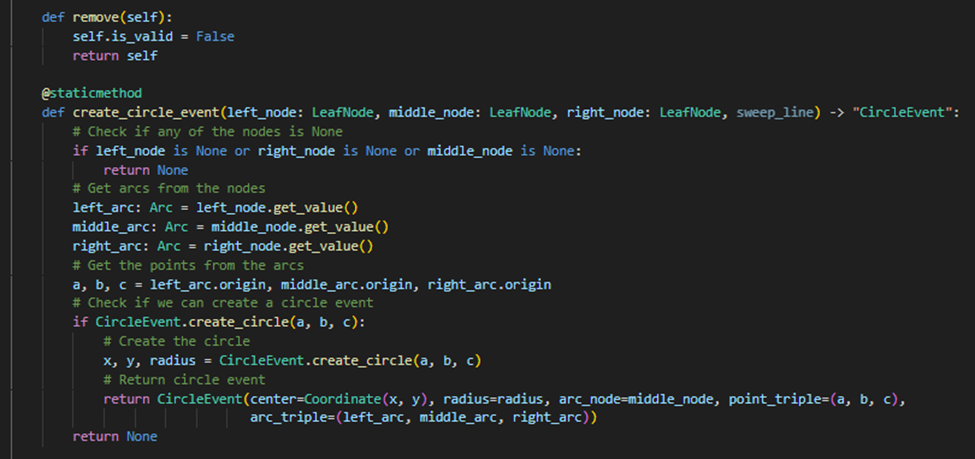 def remove(self):
    self.is_valid = False
    return self

@staticmethod
def create_circle_event(left_node: LeafNode, middle_node: LeafNode, right_node: LeafNode, sweep_line) -> "CircleEvent":
    # Check if any of the nodes is None
    if left_node is None or right_node is None or middle_node is None:
        return None
    # Get arcs from the nodes
    left_arc: Arc = left_node.get_value()
    middle_arc: Arc = middle_node.get_value()
    right_arc: Arc = right_node.get_value()
    # Get the points from the arcs
    a, b, c = left_arc.origin, middle_arc.origin, right_arc.origin
    # Check if we can create a circle event
    if CircleEvent.create_circle(a, b, c):
        # Create the circle
        x, y, radius = CircleEvent.create_circle(a, b, c)
        # Return circle event
        return CircleEvent(center=Coordinate(x, y), radius=radius, arc_node=middle_node, point_triple=(a, b, c),
                           arc_triple=(left_arc, middle_arc, right_arc))
    return None